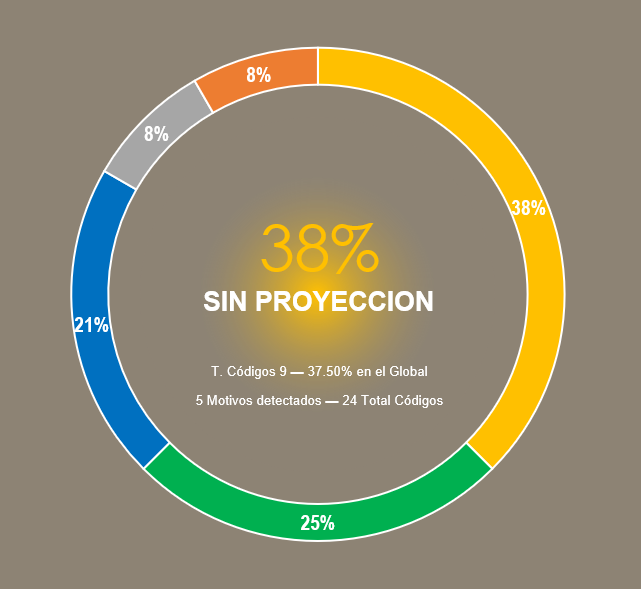 8%
8%
38%
38%
SIN PROYECCION
21%
T. Códigos 9 — 37.50% en el Global
5 Motivos detectados — 24 Total Códigos
25%